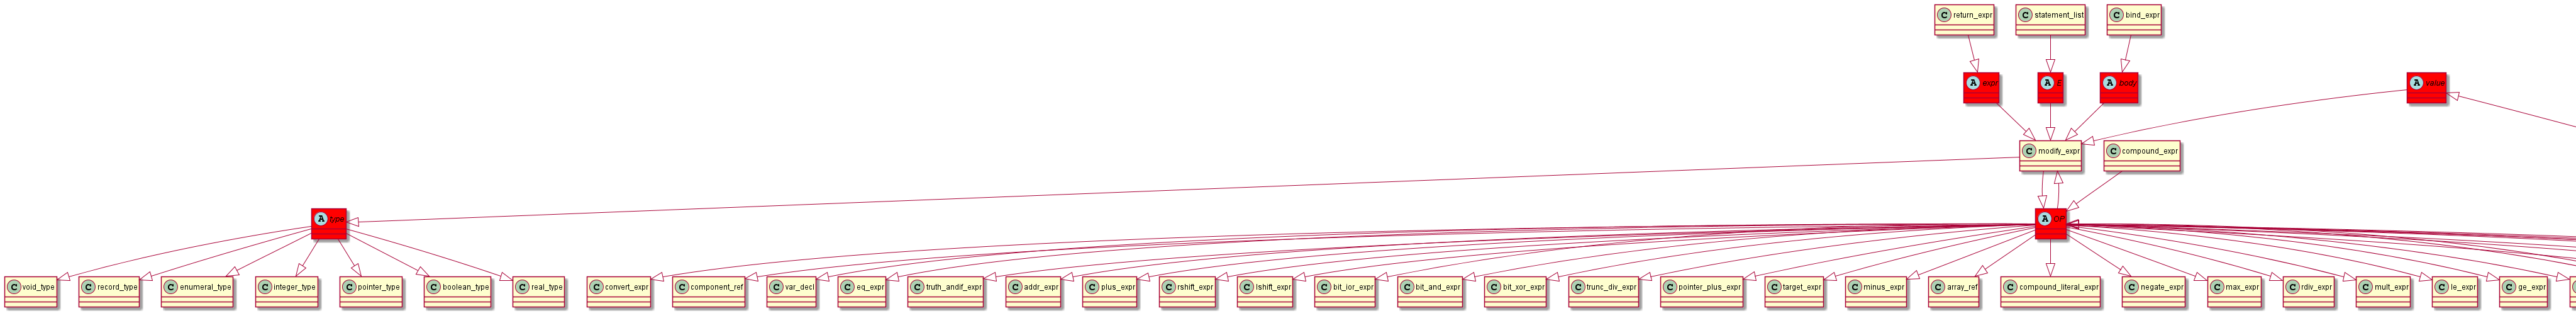 C return_expr
C statement_list
C bind_expr
A expr
A E
A body
A value
C modify_expr
C compound_expr
A type
A OP
C void_type
C record_type
C enumeral_type
C integer_type
C pointer_type
C boolean_type
C real_type
C convert_expr
C component_ref
C var_decl
C eq_expr
C truth_andif_expr
C addr_expr
C plus_expr
C rshift_expr
C lshift_expr
C bit_ior_expr
C bit_and_expr
C bit_xor_expr
C trunc_div_expr
C pointer_plus_expr
C target_expr
C minus_expr
C array_ref
C compound_literal_expr
C negate_expr
C max_expr
C rdiv_expr
C mult_expr
C le_expr
C ge_expr